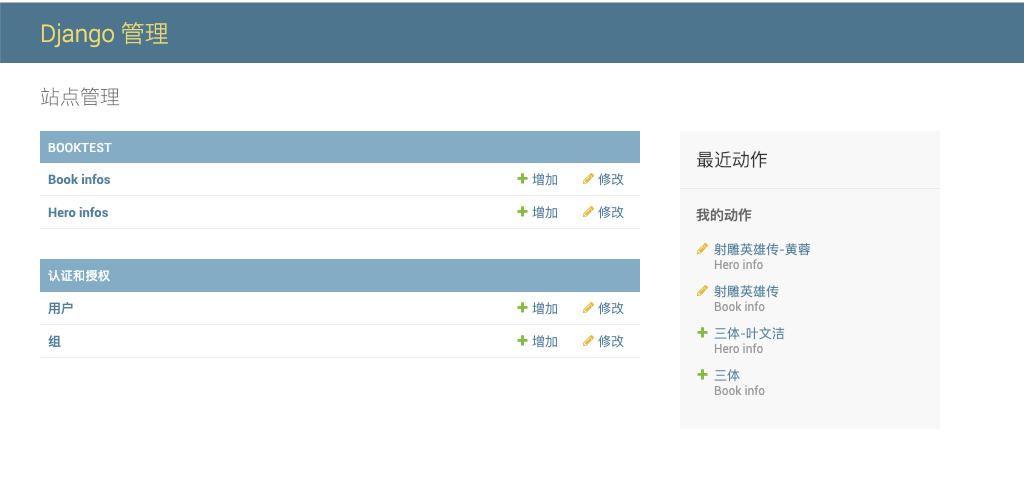 Django 管理
站点管理
BOOKTEST
Book infos 增加 修改
Hero infos 增加 修改
认证和授权
用户 增加 修改
组 增加 修改
最近动作
我的动作
射雕英雄传-黄蓉
Hero info
射雕英雄传
Book info
三体-叶文洁
Hero info
三体
Book info